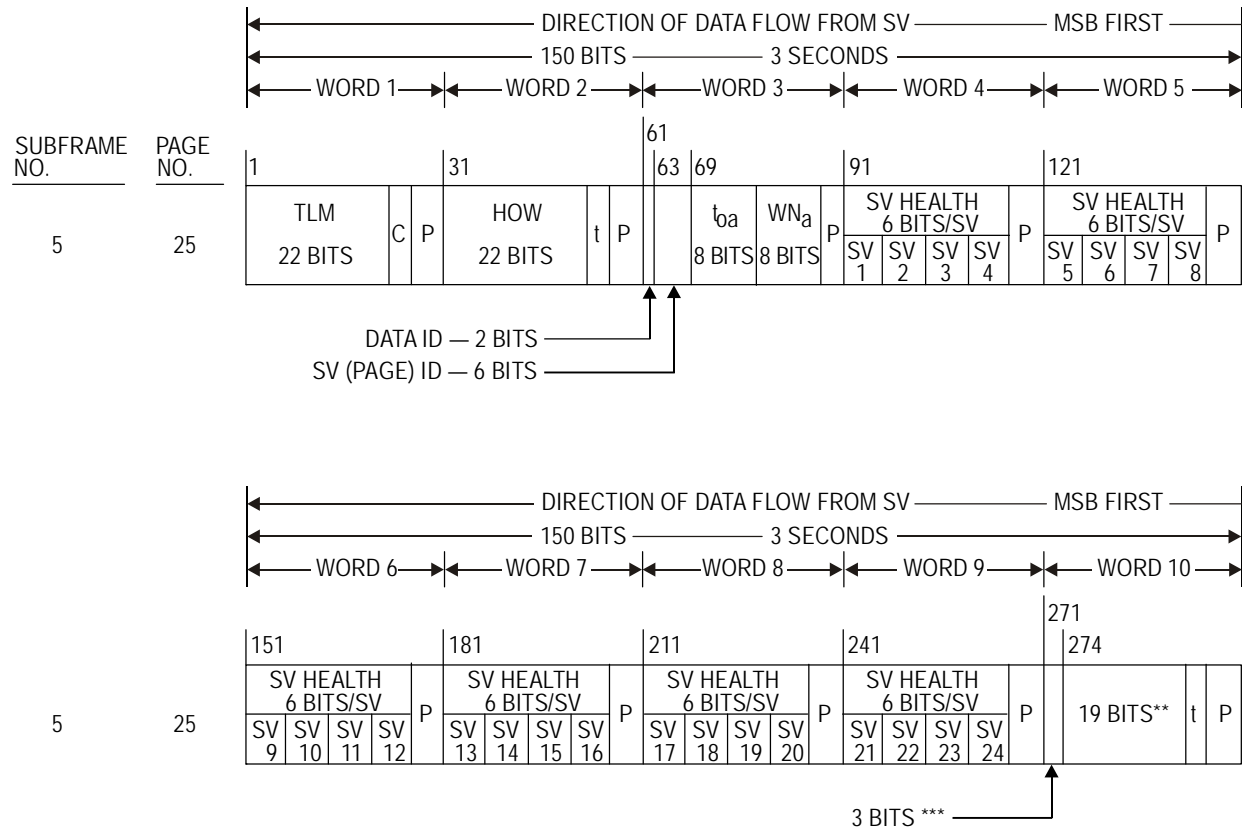 DIRECTION OF DATA FLOW FROM SV MSB FIRST
150 BITS 3 SECONDS
WORD 1 WORD 2 WORD 3 WORD 4 WORD 5
SUBFRAME NO. PAGE NO.
1 31 61 63 69 91 121
5 25
TLM 22 BITS C P
HOW 22 BITS t P
toa 8 BITS WNa 8 BITS P
SV HEALTH 6 BITS/SV P
SV 1 SV 2 SV 3 SV 4
SV HEALTH 6 BITS/SV P
SV 5 SV 6 SV 7 SV 8
DATA ID — 2 BITS
SV (PAGE) ID — 6 BITS
DIRECTION OF DATA FLOW FROM SV MSB FIRST
150 BITS 3 SECONDS
WORD 6 WORD 7 WORD 8 WORD 9 WORD 10
151 181 211 241 271 274
5 25
SV HEALTH 6 BITS/SV P
SV 9 SV 10 SV 11 SV 12
SV HEALTH 6 BITS/SV P
SV 13 SV 14 SV 15 SV 16
SV HEALTH 6 BITS/SV P
SV 17 SV 18 SV 19 SV 20
SV HEALTH 6 BITS/SV P
SV 21 SV 22 SV 23 SV 24
19 BITS** t P
3 BITS ***